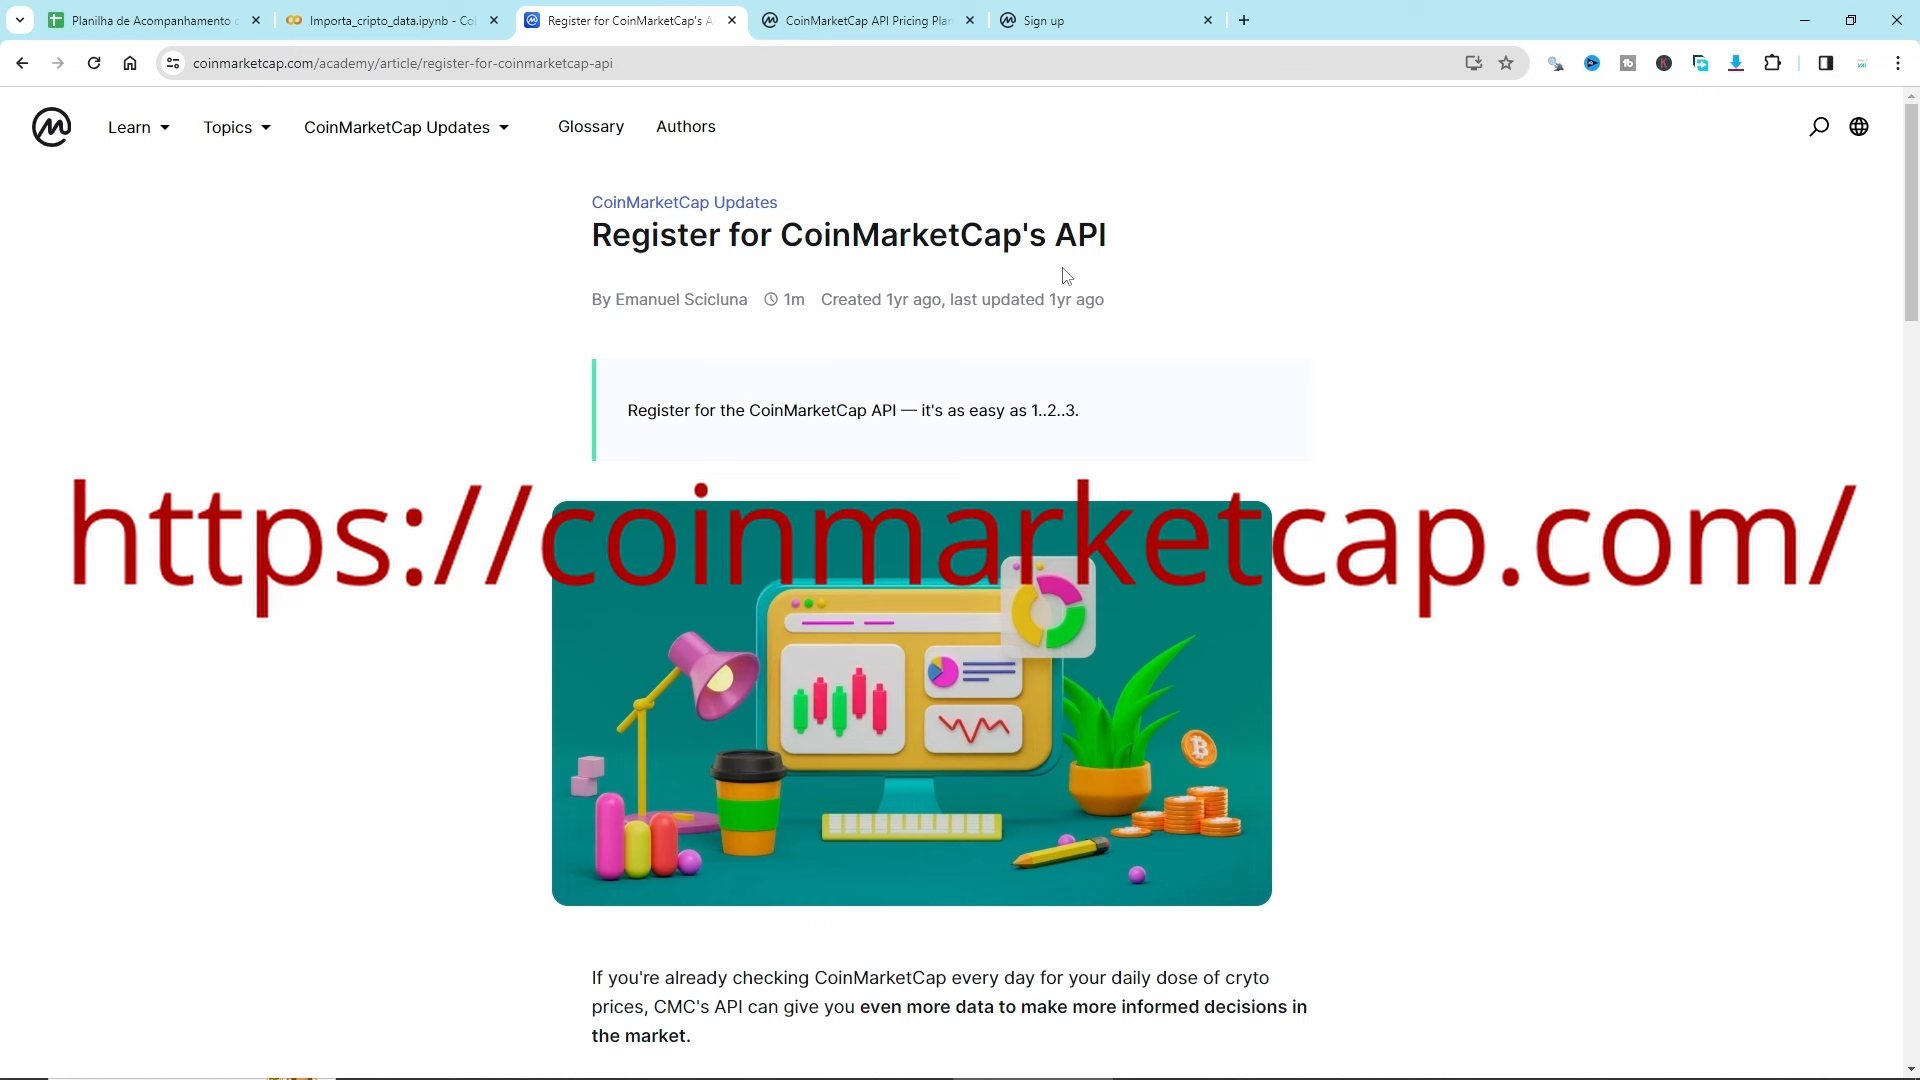 Planilha de Acompanhamento
Importa_cripto_data.ipynb - Co
Register for CoinMarketCap's A
CoinMarketCap API Pricing Plan
Sign up
coinmarketcap.com/academy/article/register-for-coinmarketcap-api
Learn
Topics
CoinMarketCap Updates
Glossary
Authors
CoinMarketCap Updates
Register for CoinMarketCap's API
By Emanuel Scicluna 1m Created 1yr ago, last updated 1yr ago
Register for the CoinMarketCap API — it's as easy as 1..2..3.
https://coinmarketcap.com/
If you're already checking CoinMarketCap every day for your daily dose of cryto
prices, CMC's API can give you even more data to make more informed decisions in
the market.